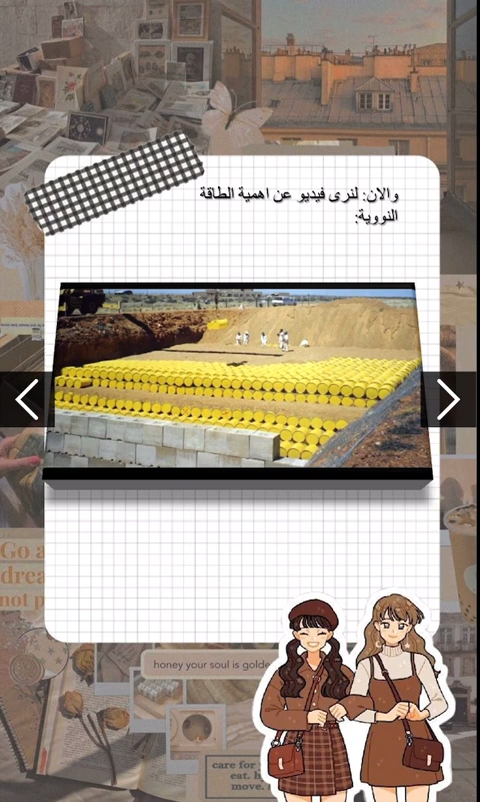 والان: لنرى فيديو عن اهمية الطاقة
النووية:
Go a
drea
not p
honey your soul is golde
care for
eat. 
move.